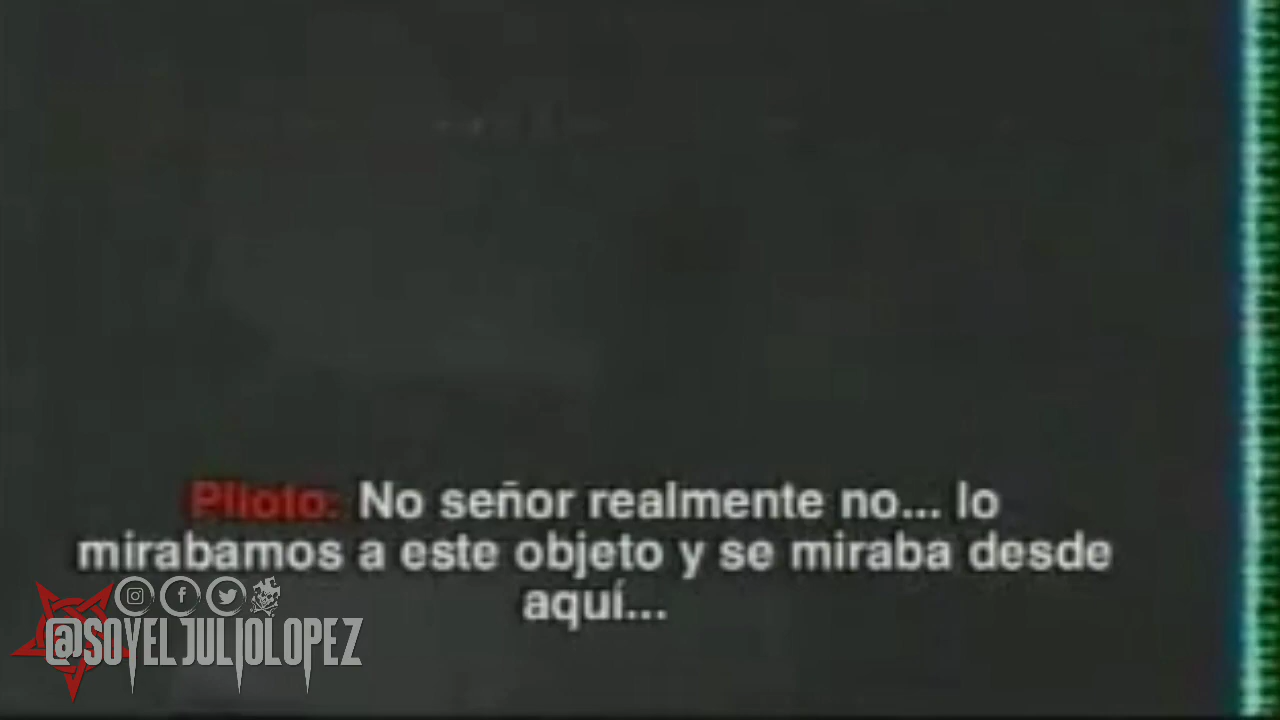 Piloto: No señor realmente no... lo
mirabamos a este objeto y se miraba desde
aquí...
@SOYELJULIOLOPEZ